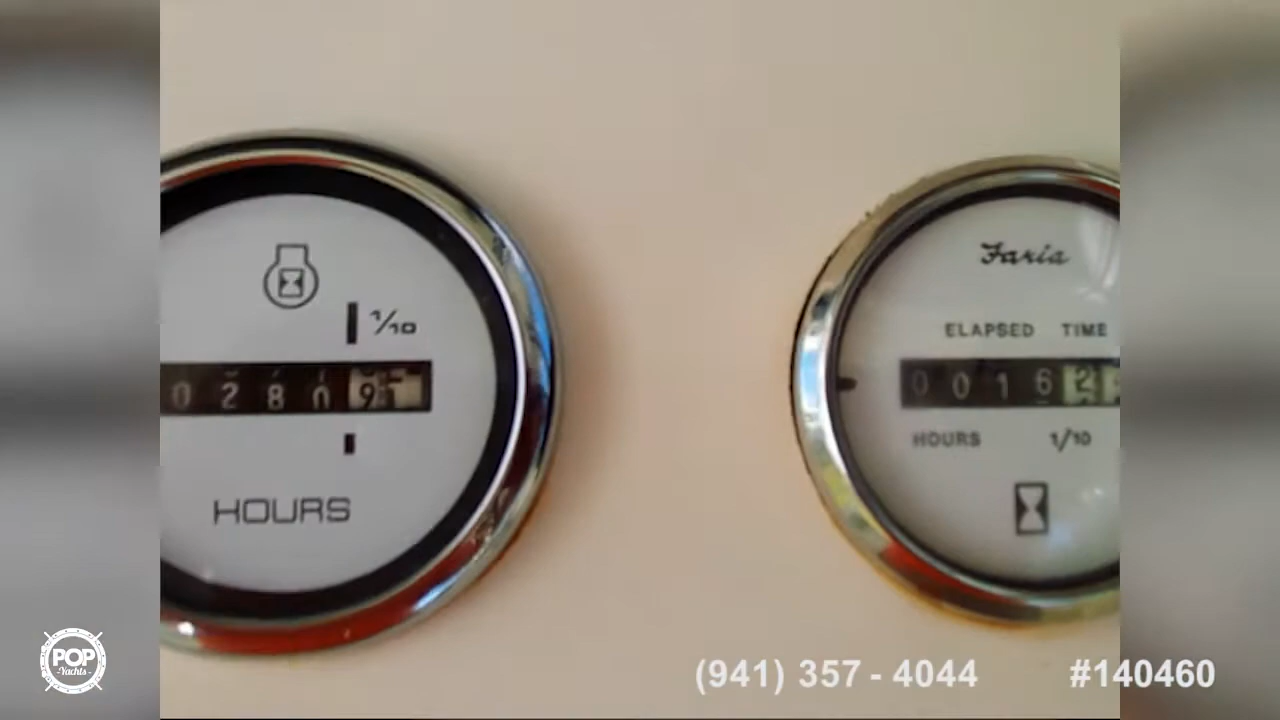 1/10
0 2 8 0 9
HOURS
Faria
ELAPSED TIME
0 0 1 6 2
HOURS 1/10
POP
-Yachts-
(941) 357 - 4044 #140460